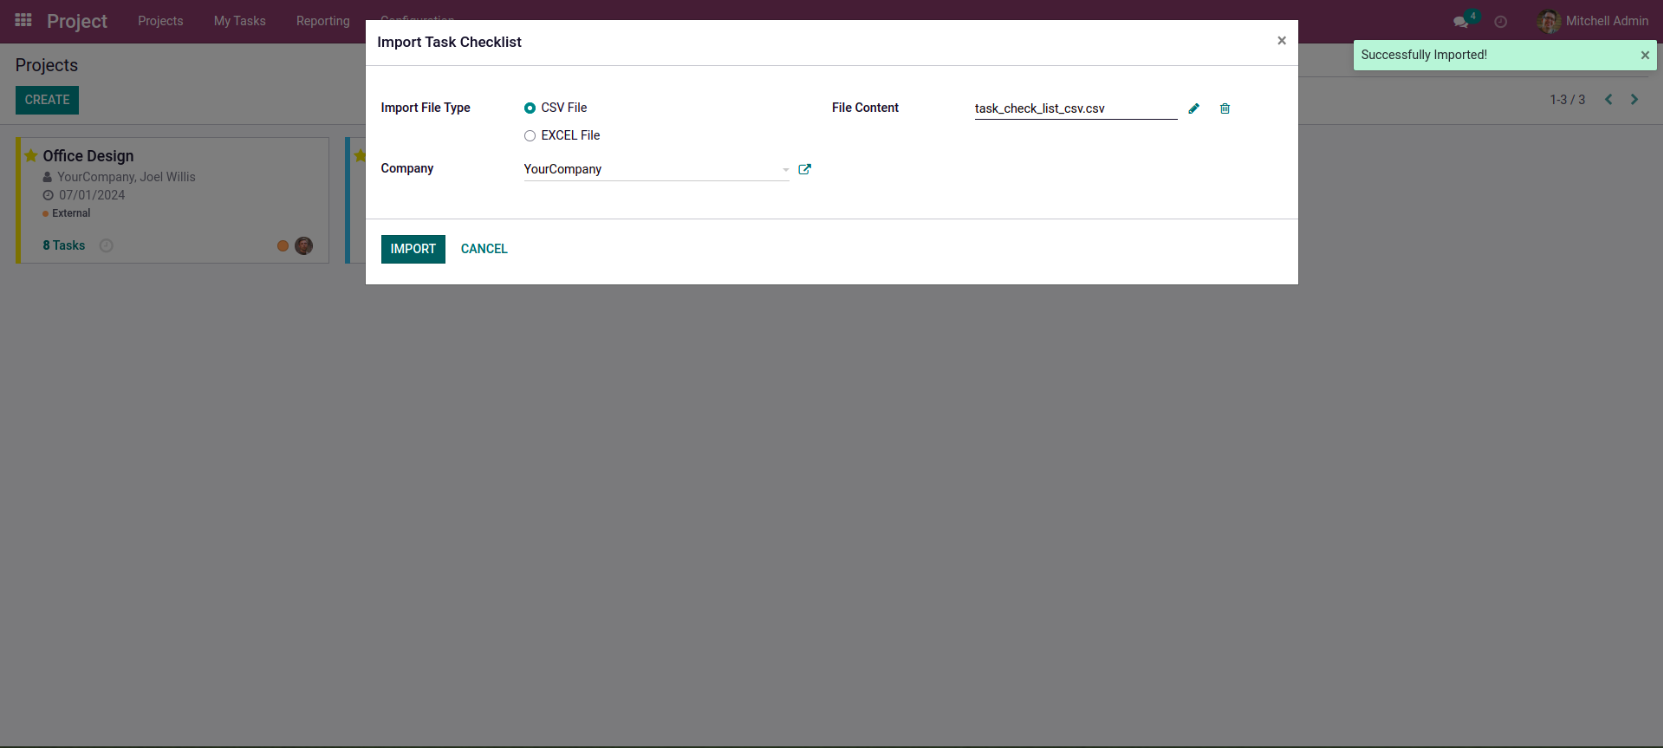 Project
Projects
My Tasks
Reporting
Configuration
4
Mitchell Admin
Import Task Checklist
×
Successfully Imported!
×
Projects
CREATE
1-3 / 3
Import File Type
CSV File
EXCEL File
File Content
task_check_list_csv.csv
Company
YourCompany
IMPORT
CANCEL
Office Design
YourCompany, Joel Willis
07/01/2024
External
8 Tasks